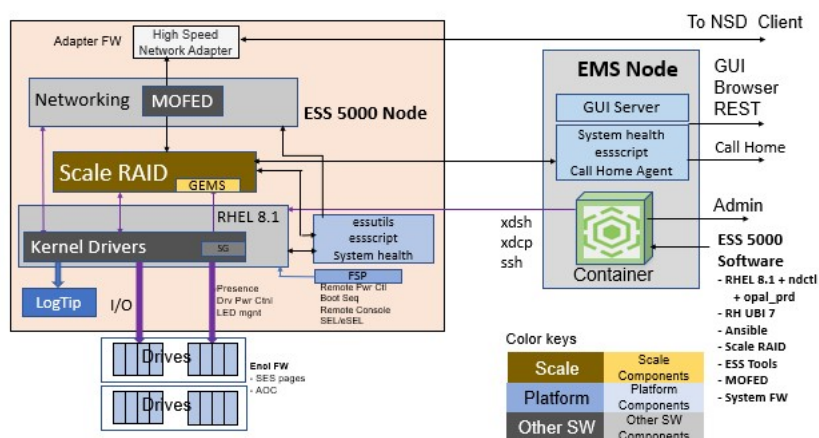 To NSD Client
Adapter FW
High Speed
Network Adapter
EMS Node
GUI
Browser
REST
Networking
MOFED
ESS 5000 Node
GUI Server
System health
essscript
Call Home Agent
Call Home
Scale RAID
GEMS
RHEL 8.1
Kernel Drivers
SG
essutils
essscript
System health
xdsh
xdcp
ssh
Container
Admin
ESS 5000
Software
- RHEL 8.1 + ndctl
+ opal_prd
- RH UBI 7
- Ansible
- Scale RAID
- ESS Tools
- MOFED
- System FW
FSP
Remote Pwr Ctl
Boot Seq
Remote Console
SEL/eSEL
LogTip
I/O
-Presence
Drv Pwr Ctnl
LED mgnt
Drives
Drives
Enol FW
- SES pages
- AOC
Color keys
Scale
Scale
Components
Platform
Platform
Components
Other SW
Other SW
Components